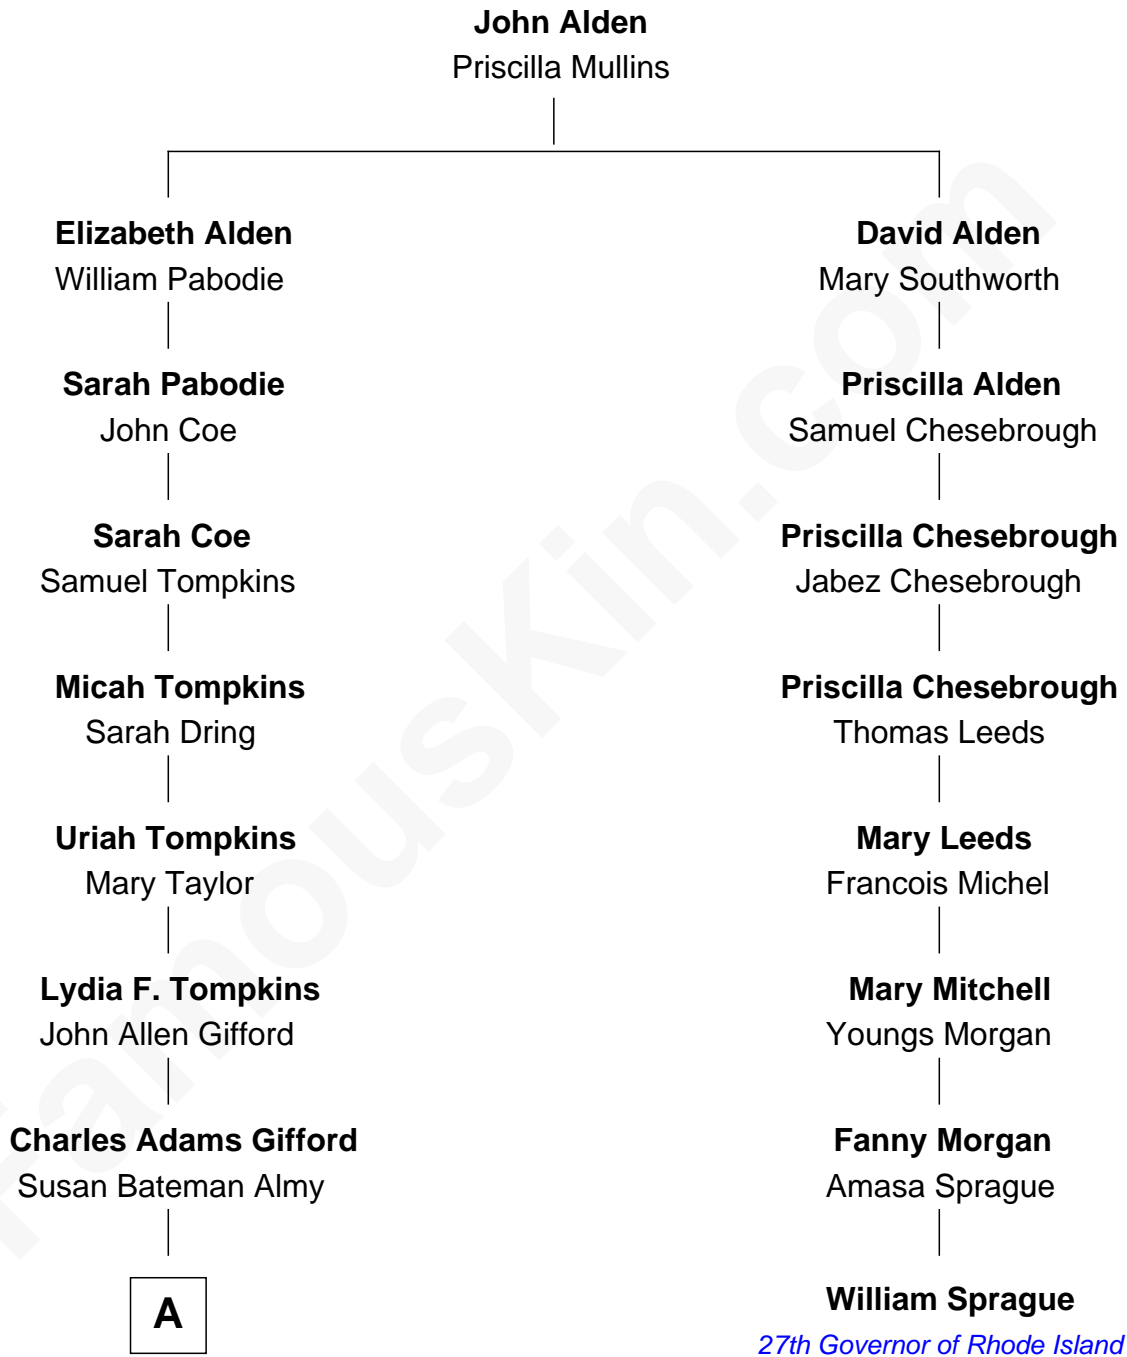 John Alden
Priscilla Mullins
Elizabeth Alden
William Pabodie
David Alden
Mary Southworth
Sarah Pabodie
John Coe
Priscilla Alden
Samuel Chesebrough
Sarah Coe
Samuel Tompkins
Priscilla Chesebrough
Jabez Chesebrough
Micah Tompkins
Sarah Dring
Priscilla Chesebrough
Thomas Leeds
Uriah Tompkins
Mary Taylor
Mary Leeds
Francois Michel
Lydia F. Tompkins
John Allen Gifford
Mary Mitchell
Youngs Morgan
Charles Adams Gifford
Susan Bateman Almy
Fanny Morgan
Amasa Sprague
A
William Sprague
27th Governor of Rhode Island
FamousKin.com